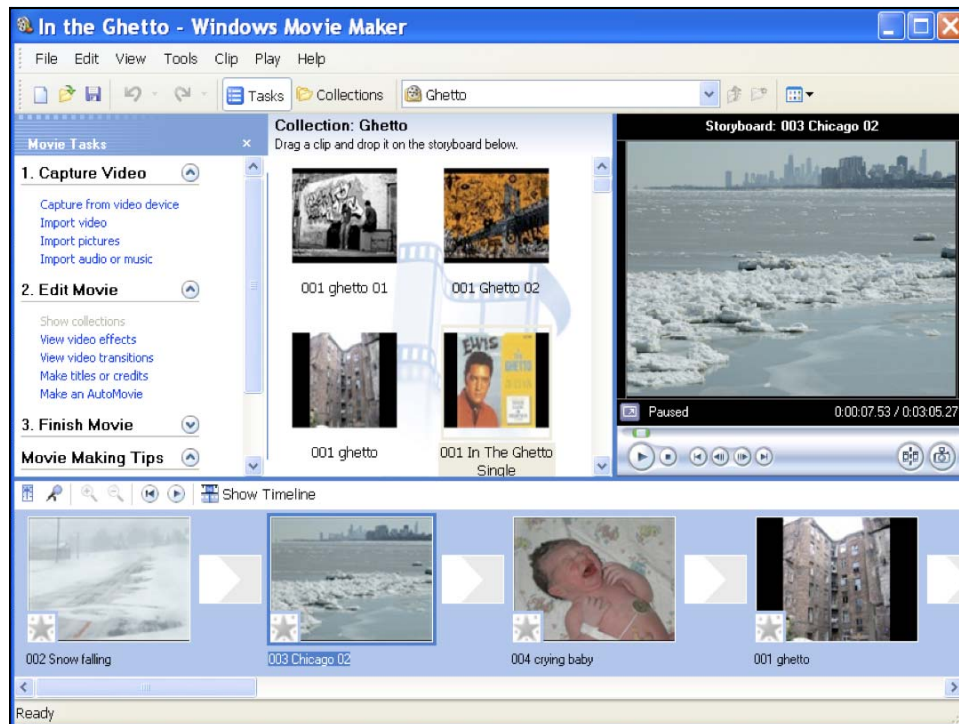 In the Ghetto - Windows Movie Maker
File Edit View Tools Clip Play Help
Tasks Collections Ghetto
Movie Tasks
1. Capture Video
Capture from video device
Import video
Import pictures
Import audio or music
2. Edit Movie
Show collections
View video effects
View video transitions
Make titles or credits
Make an AutoMovie
3. Finish Movie
Movie Making Tips
Collection: Ghetto
Drag a clip and drop it on the storyboard below.
001 ghetto 01
001 Ghetto 02
ELVIS
GHETTO
001 ghetto
001 In The Ghetto
Single
Storyboard: 003 Chicago 02
Paused 0:00:07.53 / 0:03:05.27
Show Timeline
002 Snow falling
003 Chicago 02
004 crying baby
001 ghetto
Ready